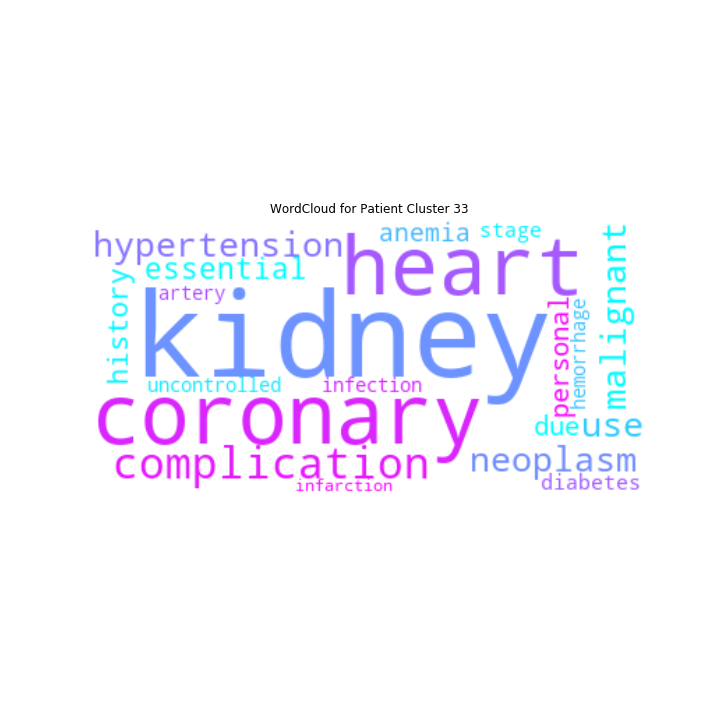 WordCloud for Patient Cluster 33
hypertension
anemia
stage
heart
malignant
essential
history
artery
kidney
personal
hemorrhage
uncontrolled
infection
coronary
due
use
complication
neoplasm
infarction
diabetes